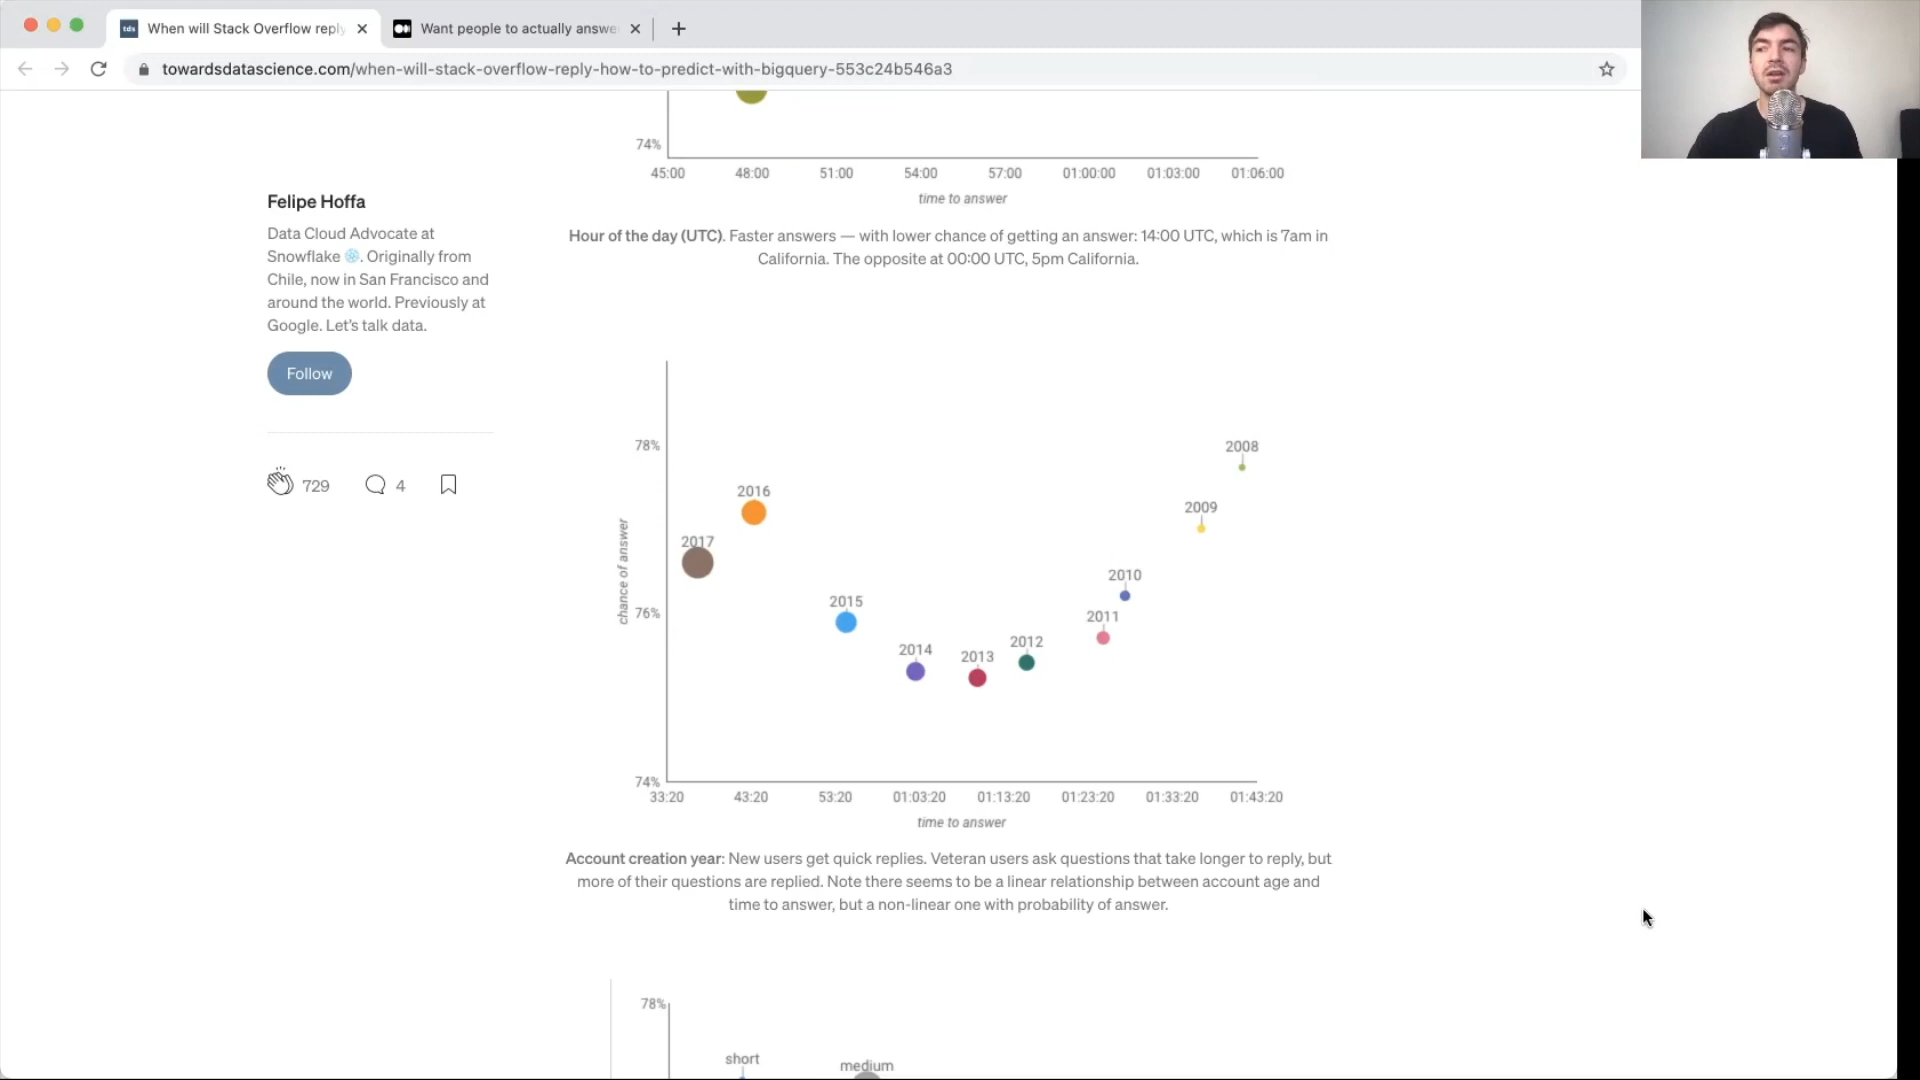 tds When will Stack Overflow reply
Want people to actually answe
towardsdatascience.com/when-will-stack-overflow-reply-how-to-predict-with-bigquery-553c24b546a3
74%
45:00 48:00 51:00 54:00 57:00 01:00:00 01:03:00 01:06:00
time to answer
Hour of the day (UTC). Faster answers — with lower chance of getting an answer: 14:00 UTC, which is 7am in
California. The opposite at 00:00 UTC, 5pm California.
Felipe Hoffa
Data Cloud Advocate at
Snowflake ❄️. Originally from
Chile, now in San Francisco and
around the world. Previously at
Google. Let's talk data.
Follow
729 4
78%
2008
2016
2009
2017
chance of answer
2010
2015
76%
2011
2012
2014
2013
74%
33:20 43:20 53:20 01:03:20 01:13:20 01:23:20 01:33:20 01:43:20
time to answer
Account creation year: New users get quick replies. Veteran users ask questions that take longer to reply, but
more of their questions are replied. Note there seems to be a linear relationship between account age and
time to answer, but a non-linear one with probability of answer.
78%
short
medium